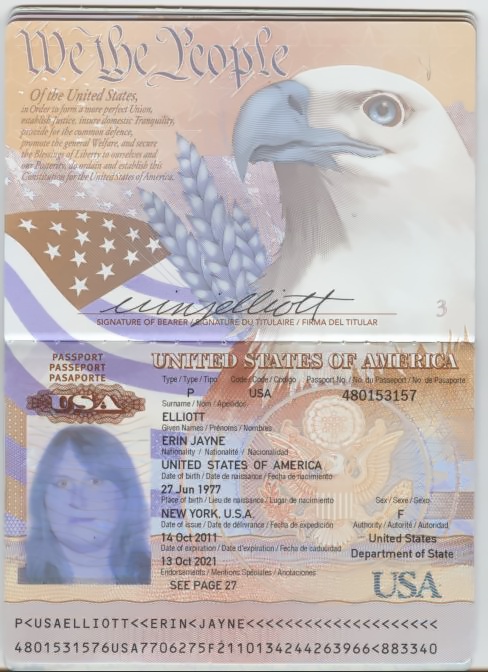 We the People
Of the United States,
in Order to form a more perfect Union,
establish Justice, insure domestic Tranquility,
provide for the common defence,
promote the general Welfare, and secure
the Blessings of Liberty to ourselves and
our Posterity, do ordain and establish this
Constitution for the United States of America.
erin j elliott
SIGNATURE OF BEARER / SIGNATURE DU TITULAIRE / FIRMA DEL TITULAR
3
PASSPORT
PASSEPORT
PASAPORTE
USA
UNITED STATES OF AMERICA
Type / Type / Tipo Code / Code / Codigo Passport No. / No. du Passeport / No. de Pasaporte
P USA 480153157
Surname / Nom / Apellidos
ELLIOTT
Given Names / Prénoms / Nombres
ERIN JAYNE
Nationality / Nationalité / Nacionalidad
UNITED STATES OF AMERICA
Date of birth / Date de naissance / Fecha de nacimiento
27 Jun 1977
Place of birth / Lieu de naissance / Lugar de nacimiento Sex / Sexe / Sexo
NEW YORK, U.S.A. F
Date of issue / Date de délivrance / Fecha de expedición Authority / Autorité / Autoridad
14 Oct 2011 United States
Date of expiration / Date d'expiration / Fecha de caducidad Department of State
13 Oct 2021
Endorsements / Mentions Spéciales / Anotaciones
SEE PAGE 27
USA
P<USAELLIOTT<<ERIN<JAYNE<<<<<<<<<<<<<<<<<<<<
4801531576USA7706275F2110134244263966<883340